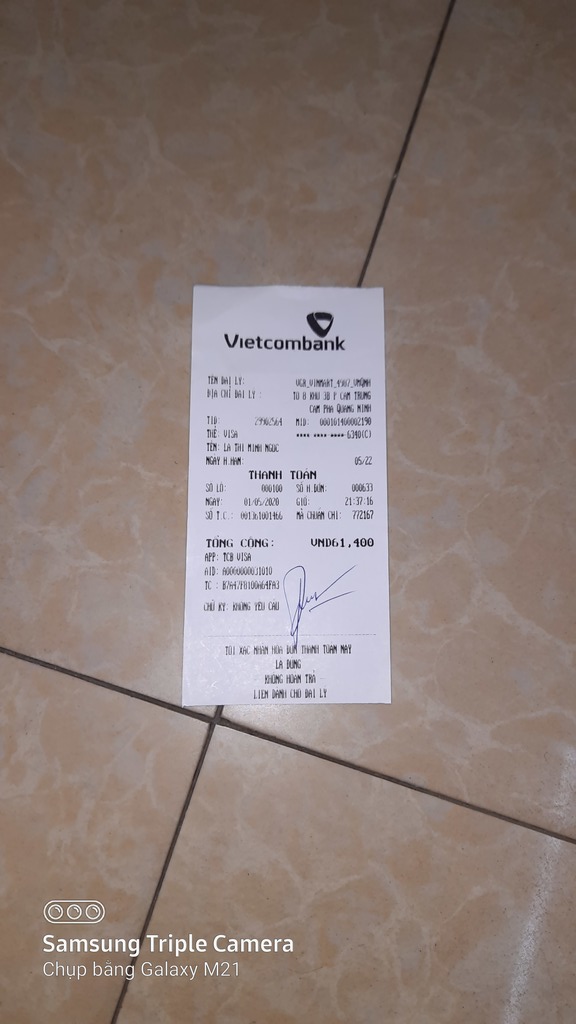 Vietcombank
TÊN ĐẠI LÝ: VCB_VINMART_4507_VMQNH
ĐỊA CHỈ ĐẠI LÝ : TỔ 8 KHU 3B P CẨM TRUNG
CẨM PHẢ QUẢNG NINH
TID: 29902564 MID: 000101400002190
THẺ: VISA **** **** **** 6340(C)
TÊN: LA THI MINH NGOC
NGÀY H.HẠN: 05/22
THANH TOÁN
SỐ LÔ: 000100 SỐ H.ĐƠN: 000633
NGÀY: 01/05/2020 GIỜ: 21:37:16
SỐ T.C.: 001361001466 MÃ CHUẨN CHI: 772167
TỔNG CỘNG: VND61,400
APP: TCB VISA
AID: A0000000031010
TC : B7A47F8100A64FA3
CHỮ KÝ: KHÔNG YÊU CẦU
TÔI XÁC NHẬN HÓA ĐƠN THANH TOÁN NÀY
LÀ ĐÚNG
KHÔNG HOÀN TRẢ
LIÊN DÀNH CHO ĐẠI LÝ
Samsung Triple Camera
Chụp bằng Galaxy M21